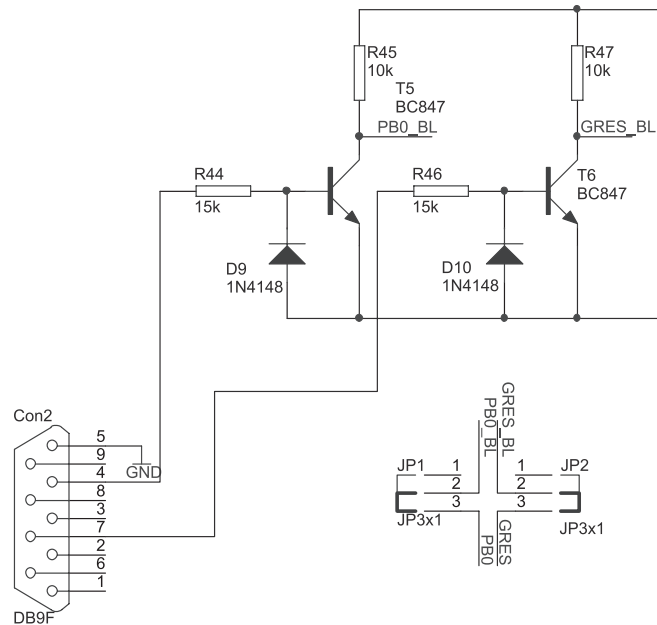 R45
10k
T5
BC847
PB0_BL
R47
10k
GRES_BL
R44
15k
R46
15k
T6
BC847
D9
1N4148
D10
1N4148
Con2
5
9
4
8
3
7
2
6
1
GND
DB9F
GRES_BL
PB0_BL
JP1
1
2
3
JP3x1
1
2
3
JP2
JP3x1
PB0
GRES